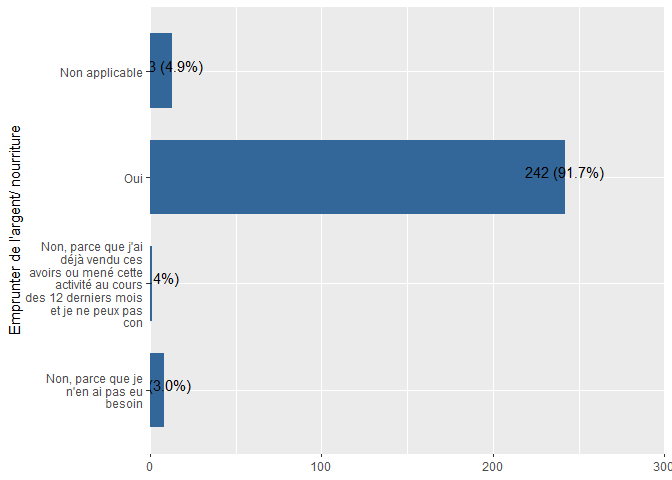 Emprunter de l'argent/ nourriture
Non applicable
3 (4.9%)
Oui
242 (91.7%)
Non, parce que j'ai
déjà vendu ces
avoirs ou mené cette
activité au cours
des 12 derniers mois
et je ne peux pas
con
4%)
Non, parce que je
n'en ai pas eu
besoin
(3.0%)
0
100
200
300